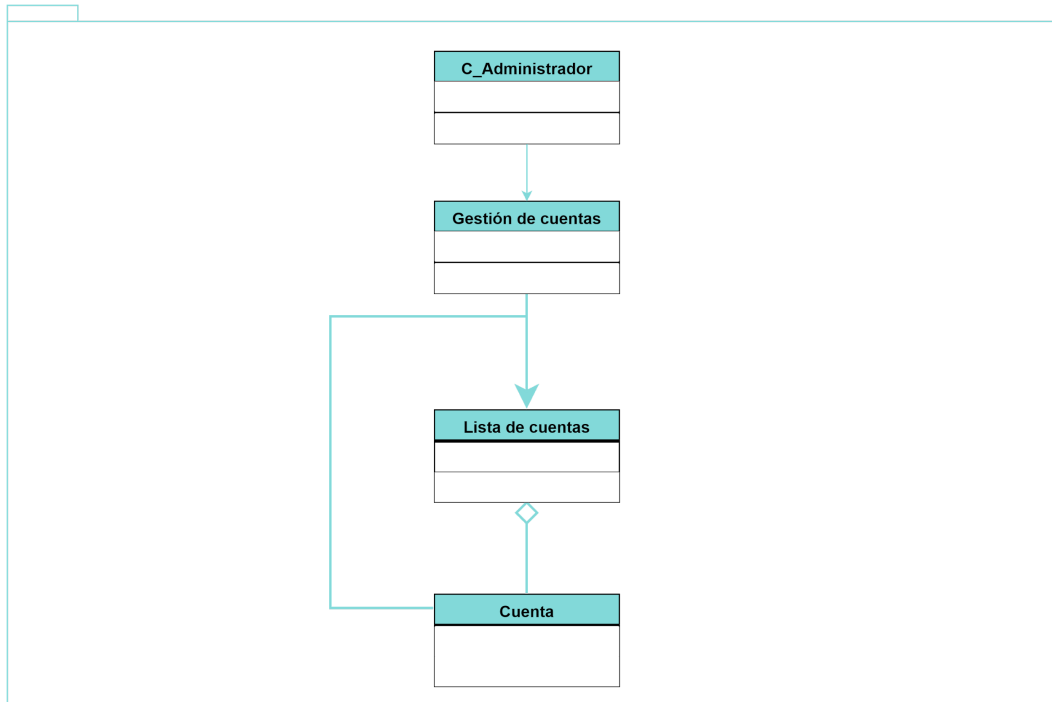 C_Administrador
Gestión de cuentas
Lista de cuentas
Cuenta